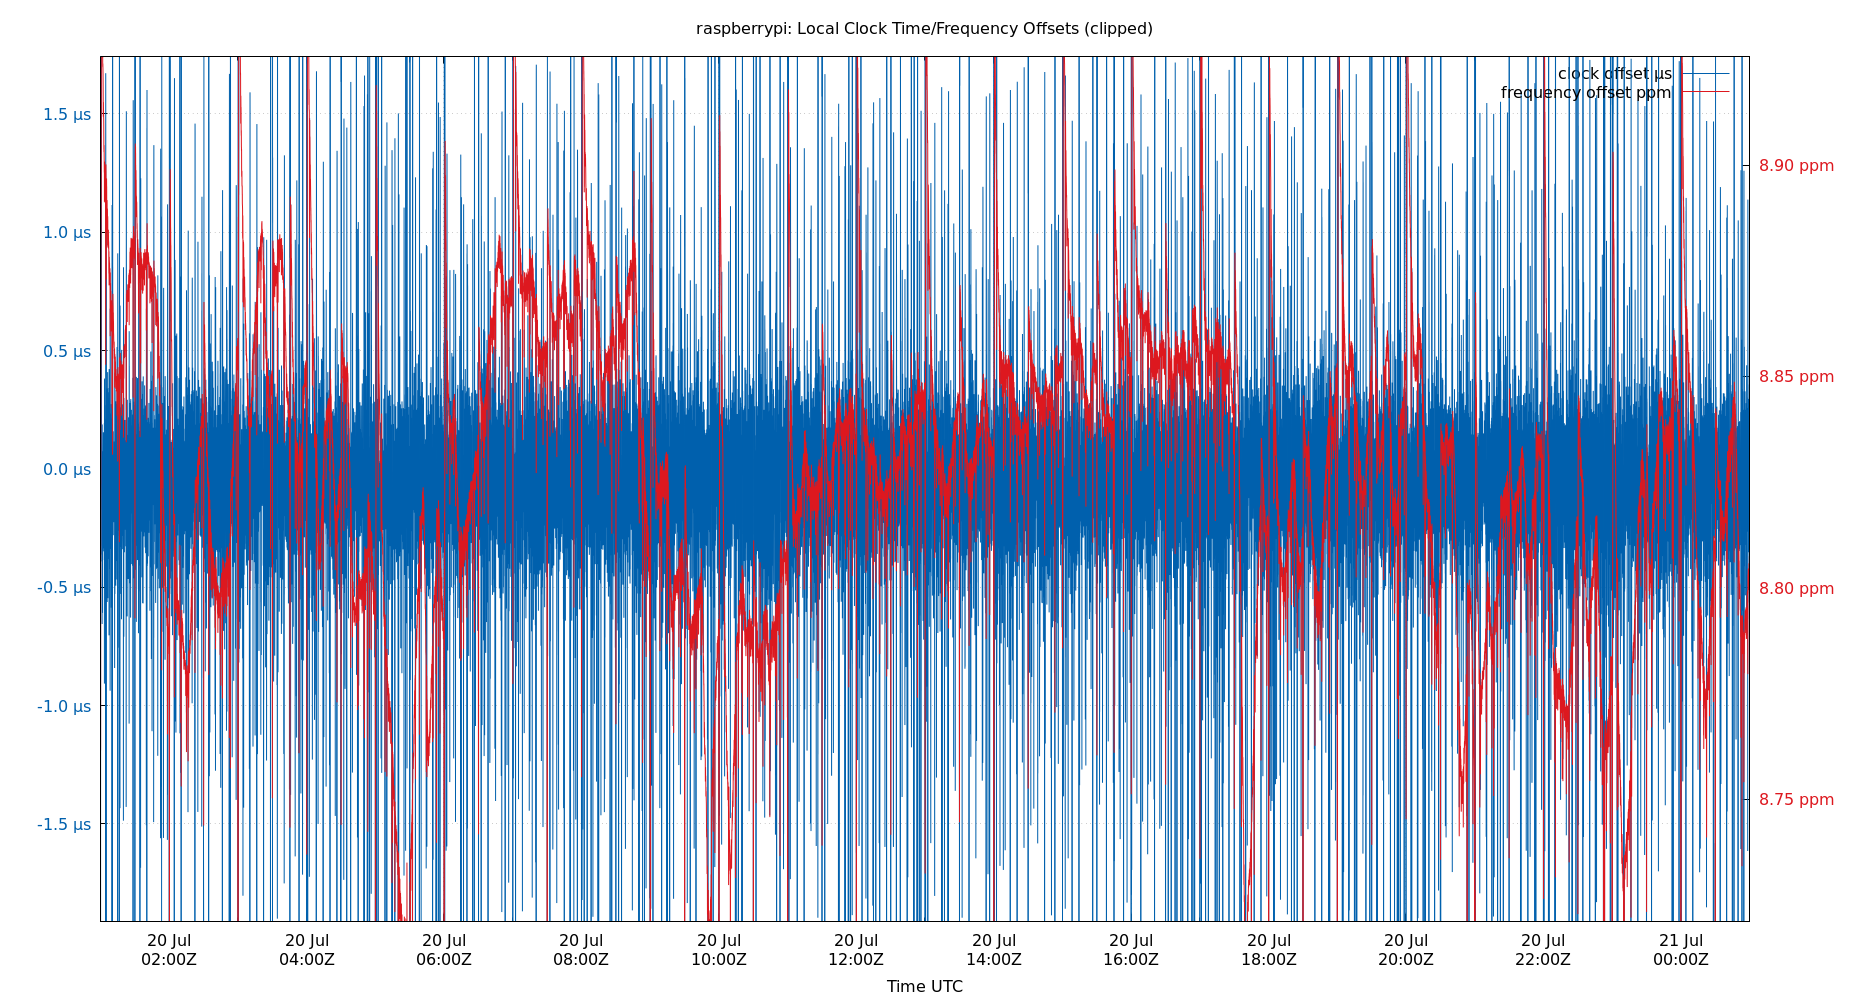 raspberrypi: Local Clock Time/Frequency Offsets (clipped)
clock offset µs
frequency offset ppm
1.5 µs
1.0 µs
0.5 µs
0.0 µs
-0.5 µs
-1.0 µs
-1.5 µs
8.90 ppm
8.85 ppm
8.80 ppm
8.75 ppm
20 Jul 20 Jul 20 Jul 20 Jul 20 Jul 20 Jul 20 Jul 20 Jul 20 Jul 20 Jul 20 Jul 21 Jul
02:00Z 04:00Z 06:00Z 08:00Z 10:00Z 12:00Z 14:00Z 16:00Z 18:00Z 20:00Z 22:00Z 00:00Z
Time UTC